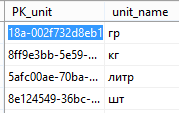 PK_unit unit_name
18a-002f732d8eb1 гр
8ff9e3bb-5e59-... кг
5afc00ae-70ba-... литр
8e124549-36bc-... шт